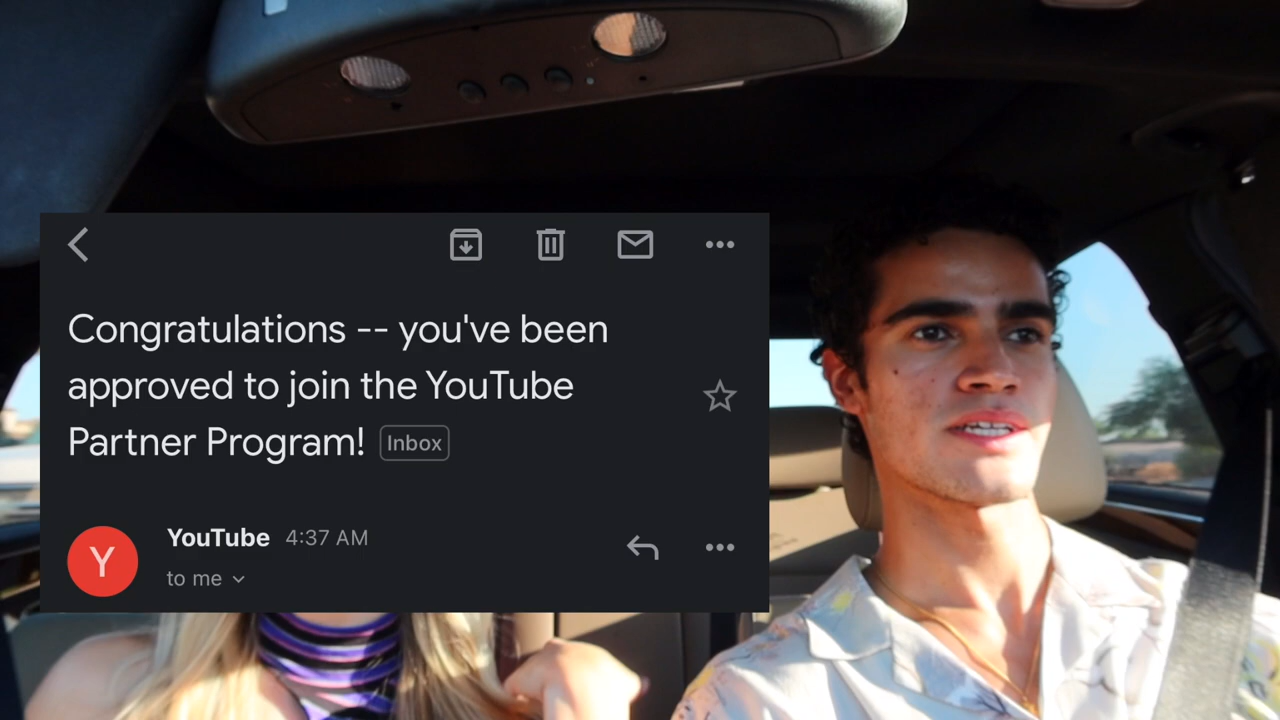 Congratulations -- you've been
approved to join the YouTube
Partner Program! Inbox
Y
YouTube 4:37 AM
to me